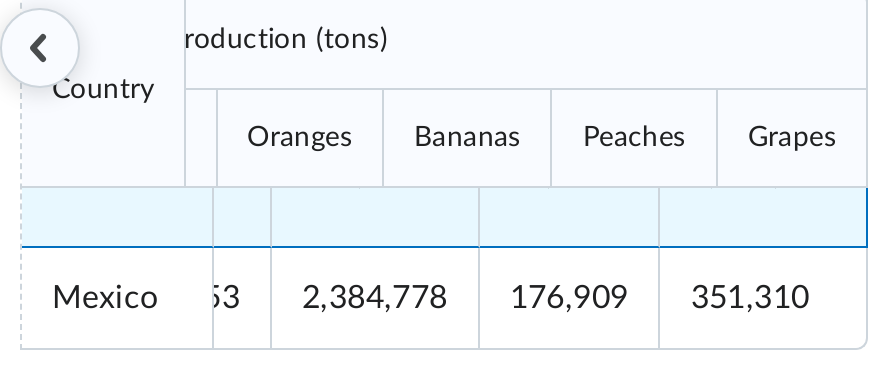 roduction (tons)
Country
Oranges Bananas Peaches Grapes
Mexico 53 2,384,778 176,909 351,310